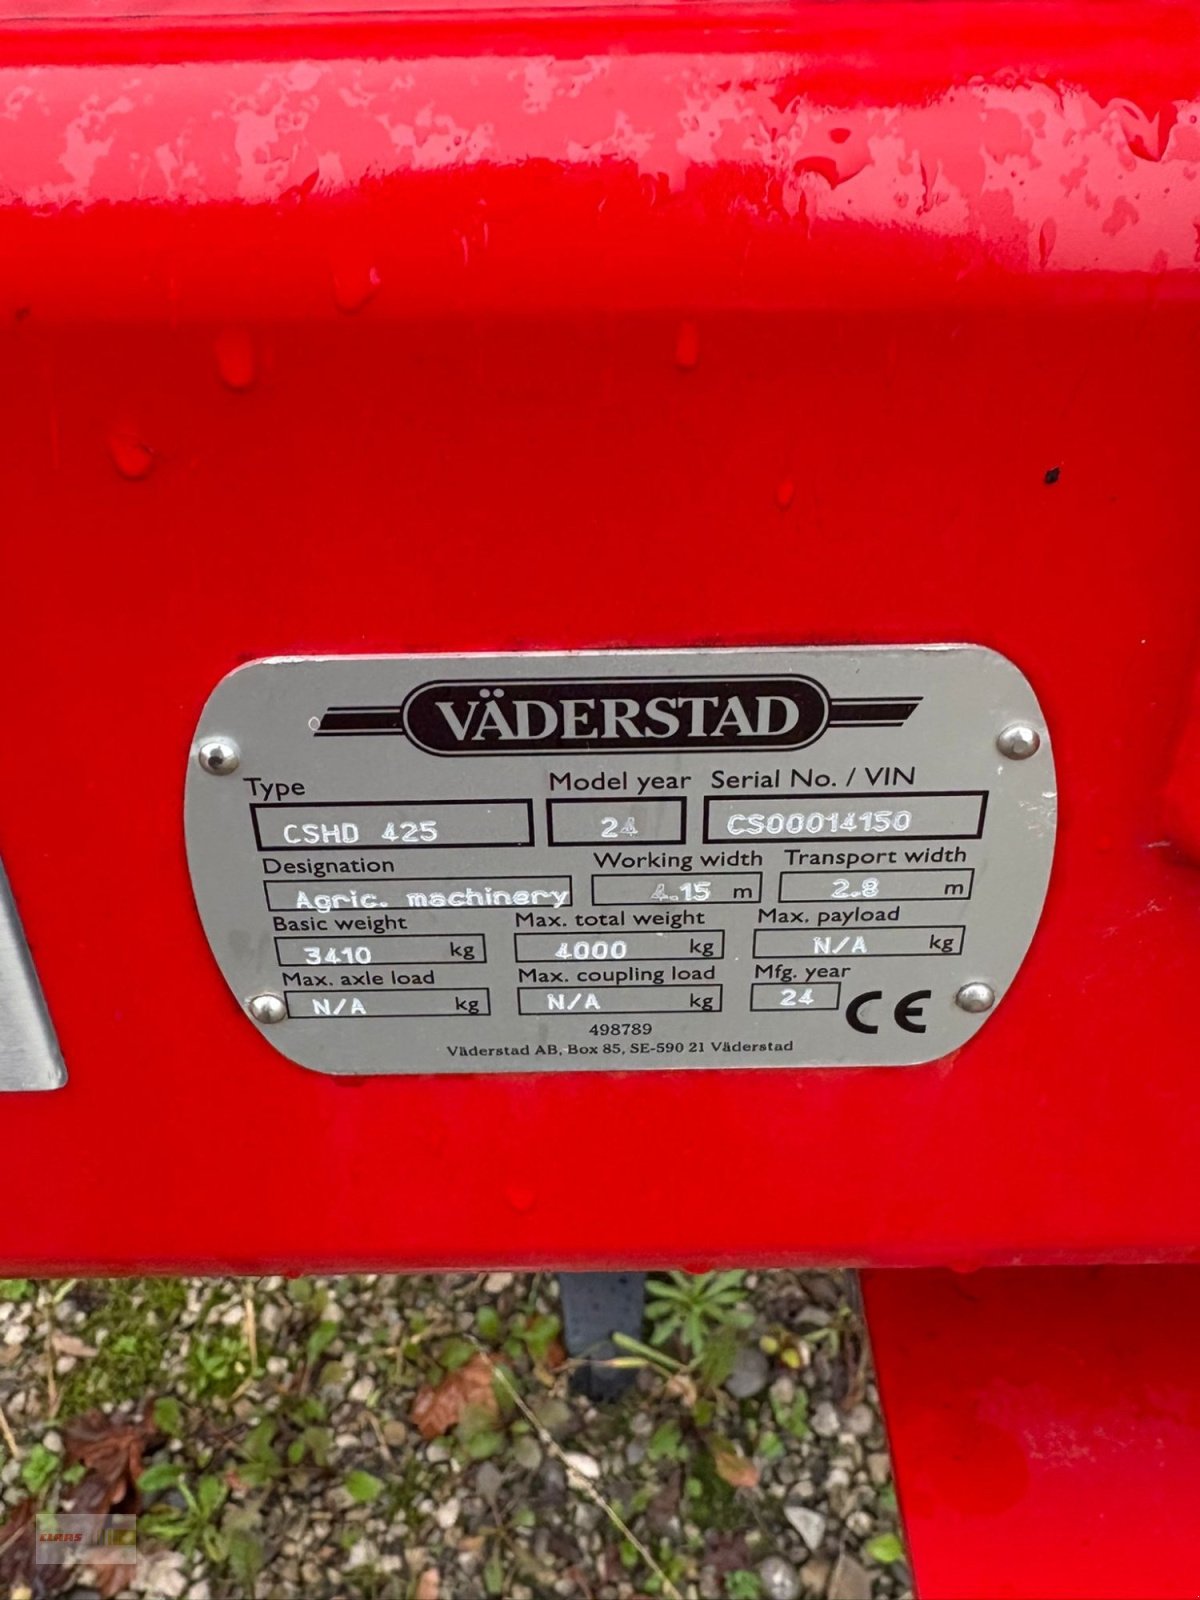 VÄDERSTAD
Type Model year Serial No. / VIN
CSHD 425 24 CS00014150
Designation Working width Transport width
Agric. machinery 4.15 m 2.8 m
Basic weight Max. total weight Max. payload
3410 kg 4000 kg N/A kg
Max. axle load Max. coupling load Mfg. year
N/A kg N/A kg 24 CE
498789
Väderstad AB, Box 85, SE-590 21 Väderstad
CLAAS